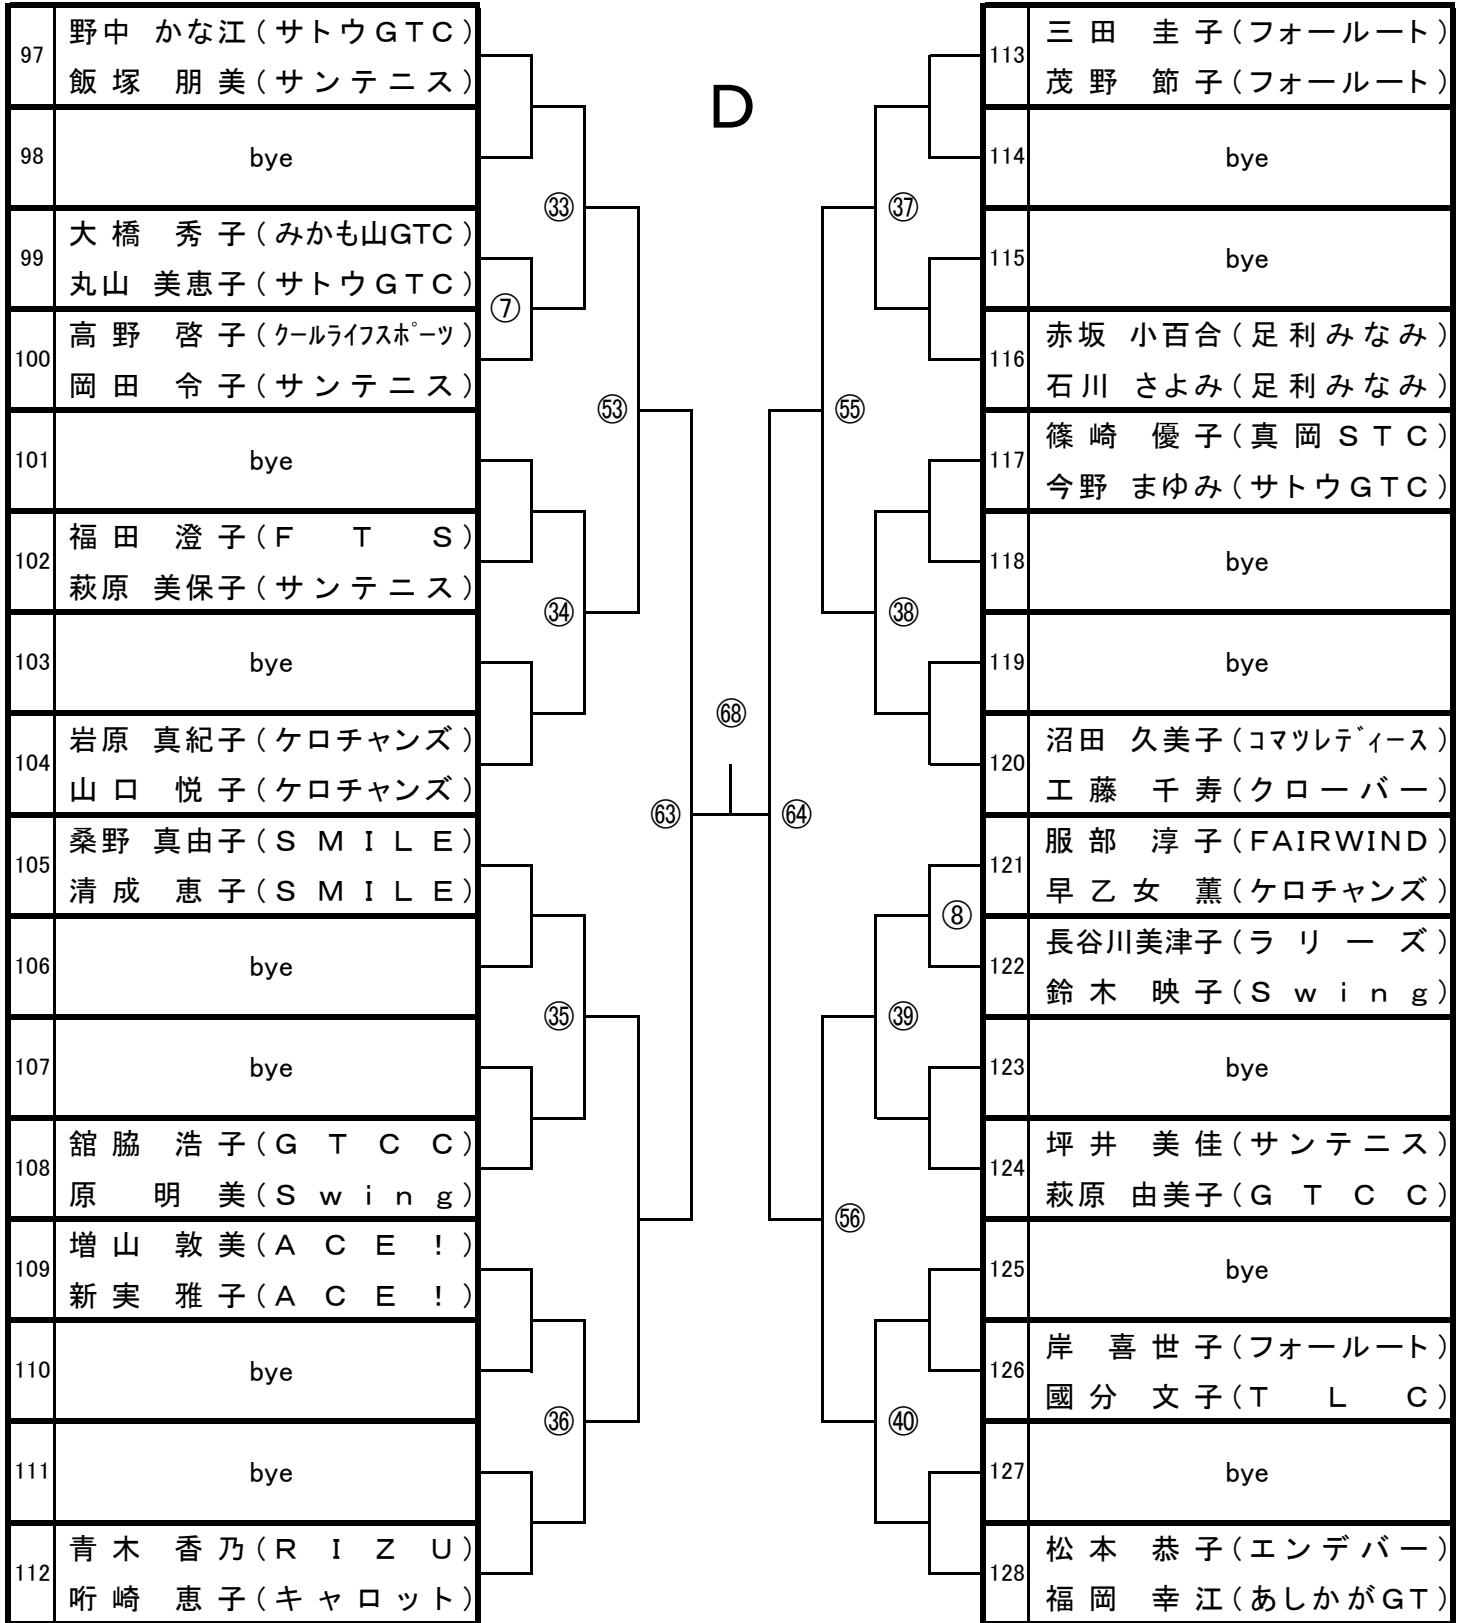 D
97
野中 かな江(サトウGTC)
飯塚 朋美(サンテニス)
98
bye
99
大橋 秀子(みかも山GTC)
丸山 美恵子(サトウGTC)
100
高野 啓子(クールライフスポーツ)
岡田 令子(サンテニス)
101
bye
102
福田 澄子(FTS)
萩原 美保子(サンテニス)
103
bye
104
岩原 真紀子(ケロチャンズ)
山口 悦子(ケロチャンズ)
105
桑野 真由子(SMILE)
清成 恵子(SMILE)
106
bye
107
bye
108
舘脇 浩子(GTCC)
原 明美(Swing)
109
増山 敦美(ACE!)
新実 雅子(ACE!)
110
bye
111
bye
112
青木 香乃(RIZU)
哘崎 恵子(キャロット)
⑦
㉝
㉞
㉟
㊱
53
63
68
64
55
56
㊲
㊳
㊴
㊵
⑧
113
三田 圭子(フォールート)
茂野 節子(フォールート)
114
bye
115
bye
116
赤坂 小百合(足利みなみ)
石川 さよみ(足利みなみ)
117
篠崎 優子(真岡STC)
今野 まゆみ(サトウGTC)
118
bye
119
bye
120
沼田 久美子(コマツレディース)
工藤 千寿(クローバー)
121
服部 淳子(FAIRWIND)
早乙女 薫(ケロチャンズ)
122
長谷川美津子(ラリーズ)
鈴木 映子(Swing)
123
bye
124
坪井 美佳(サンテニス)
萩原 由美子(GTCC)
125
bye
126
岸 喜世子(フォールート)
國分 文子(TLC)
127
bye
128
松本 恭子(エンデバー)
福岡 幸江(あしかがGT)